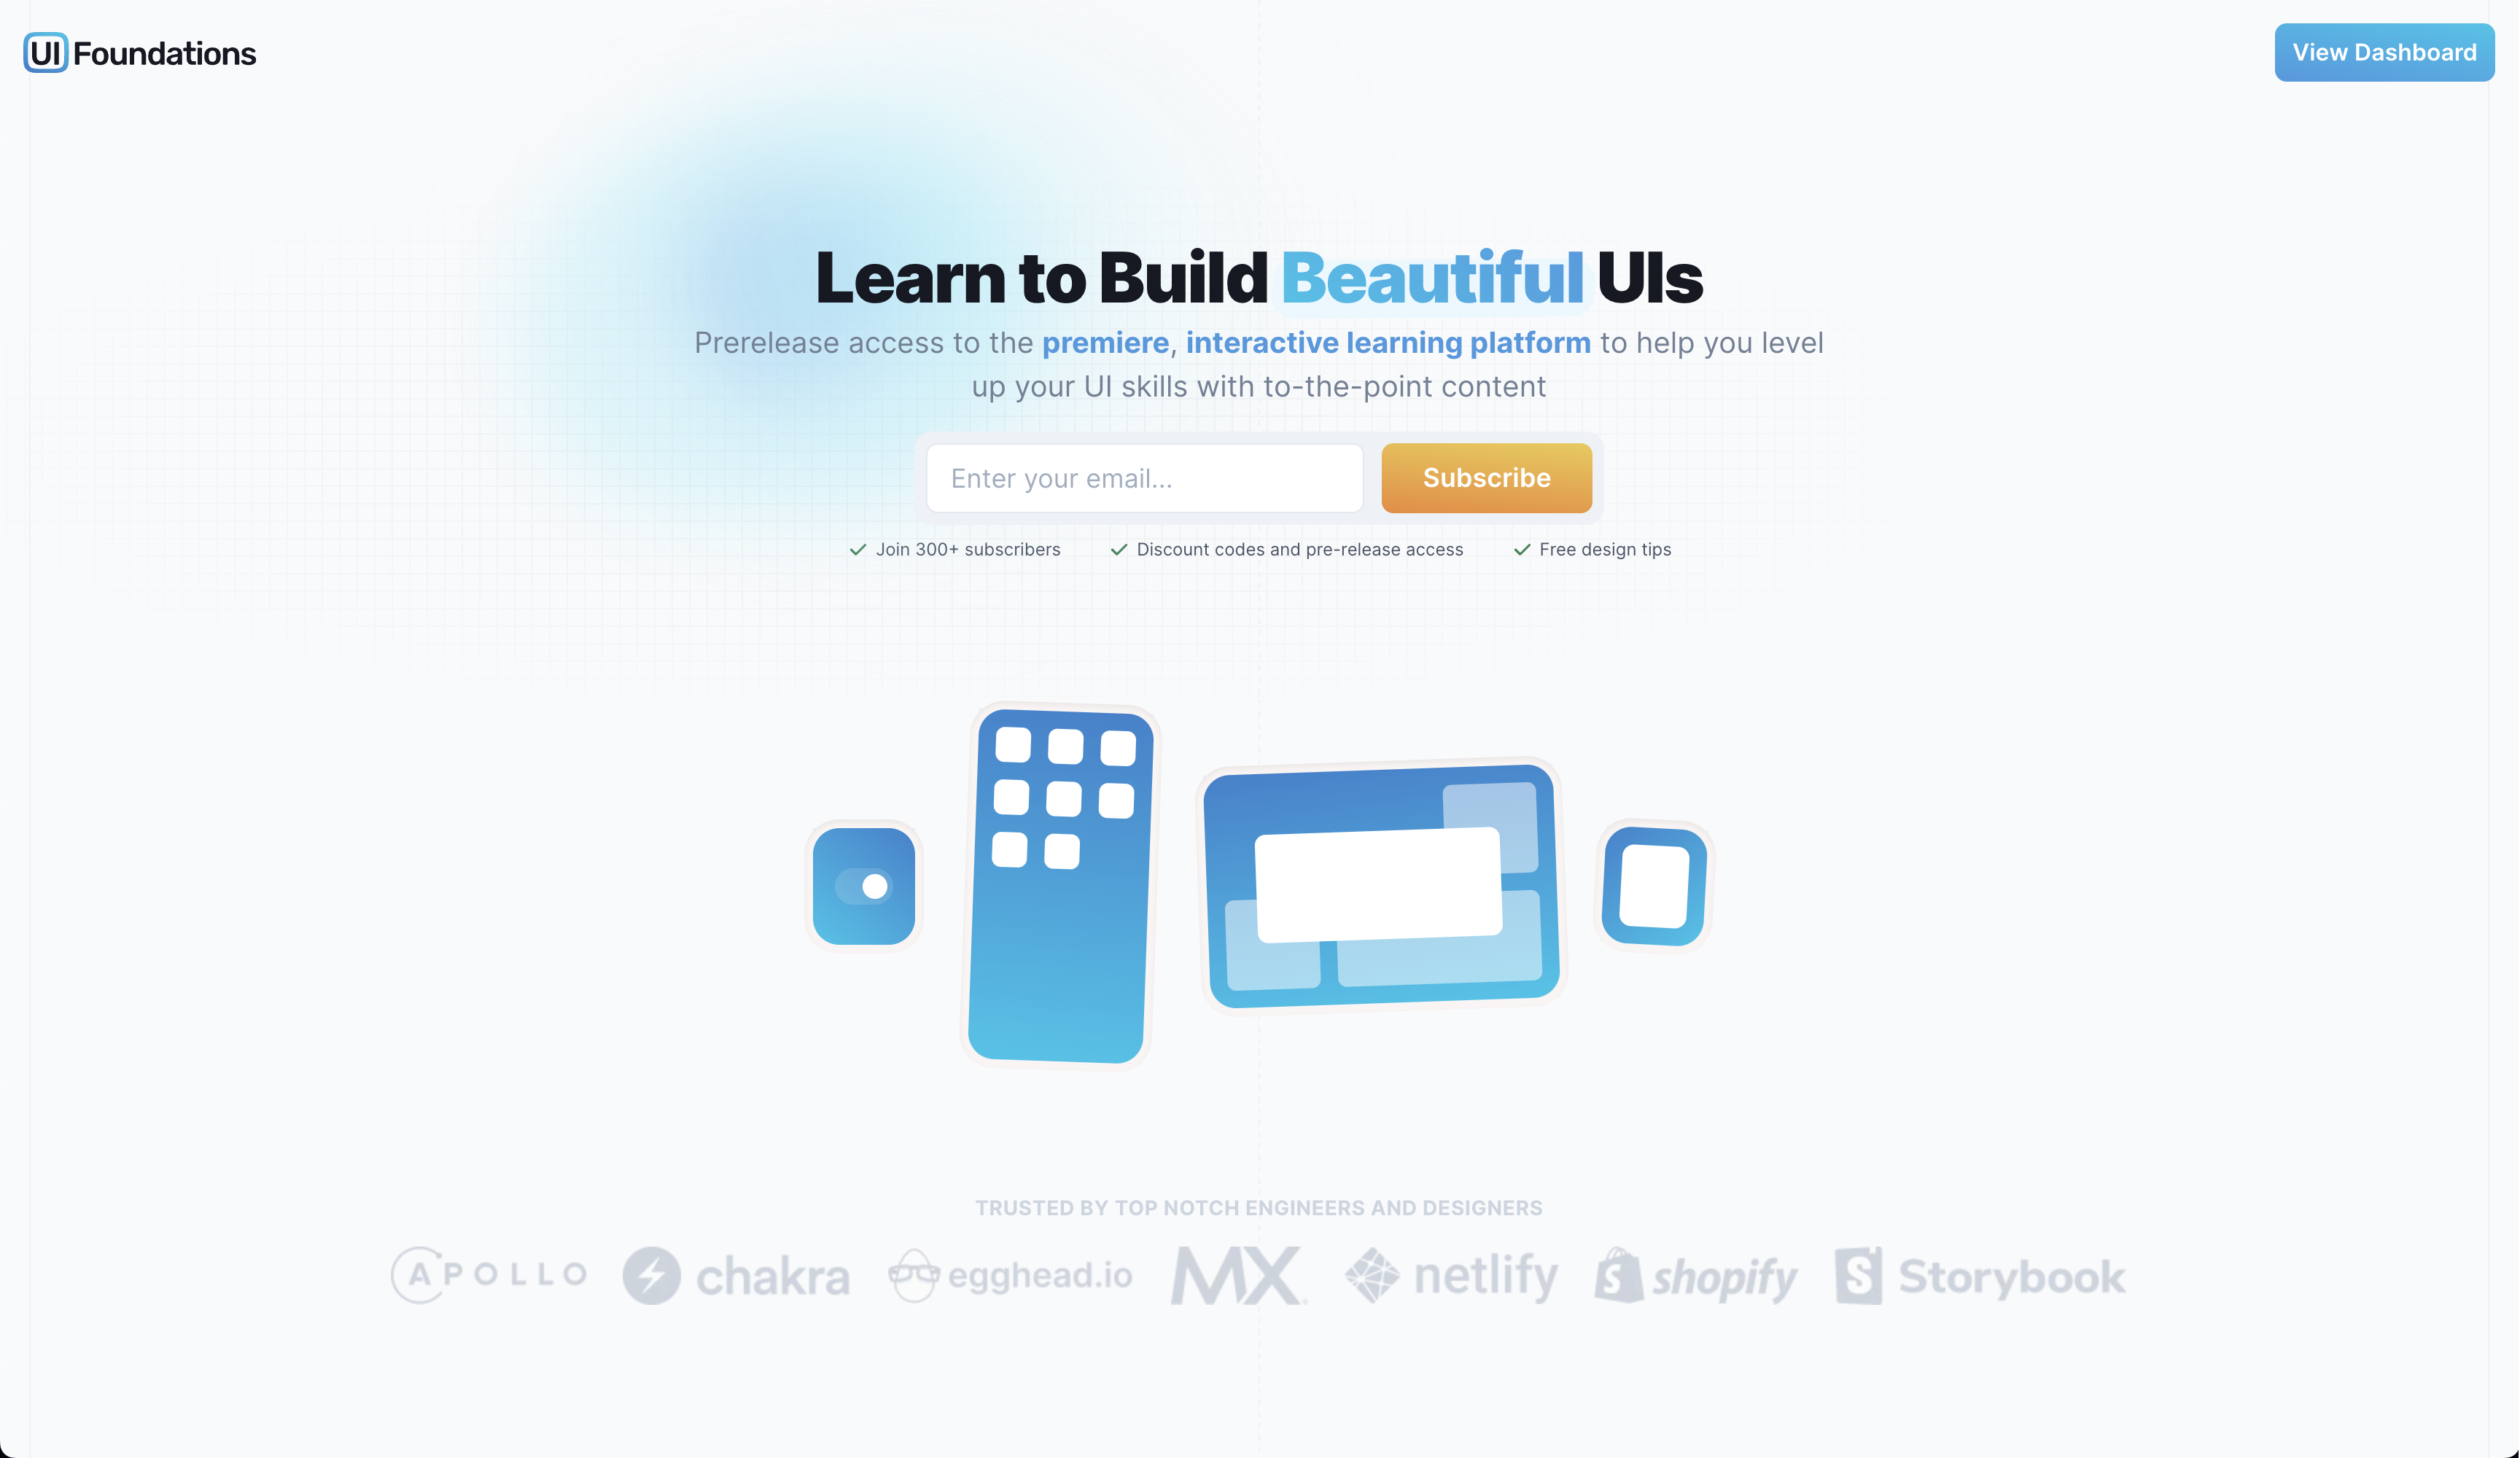 UI Foundations
View Dashboard
Learn to Build Beautiful UIs
Prerelease access to the premiere, interactive learning platform to help you level
up your UI skills with to-the-point content
Enter your email...
Subscribe
Join 300+ subscribers
Discount codes and pre-release access
Free design tips
TRUSTED BY TOP NOTCH ENGINEERS AND DESIGNERS
APOLLO
chakra
egghead.io
MX
netlify
shopify
Storybook